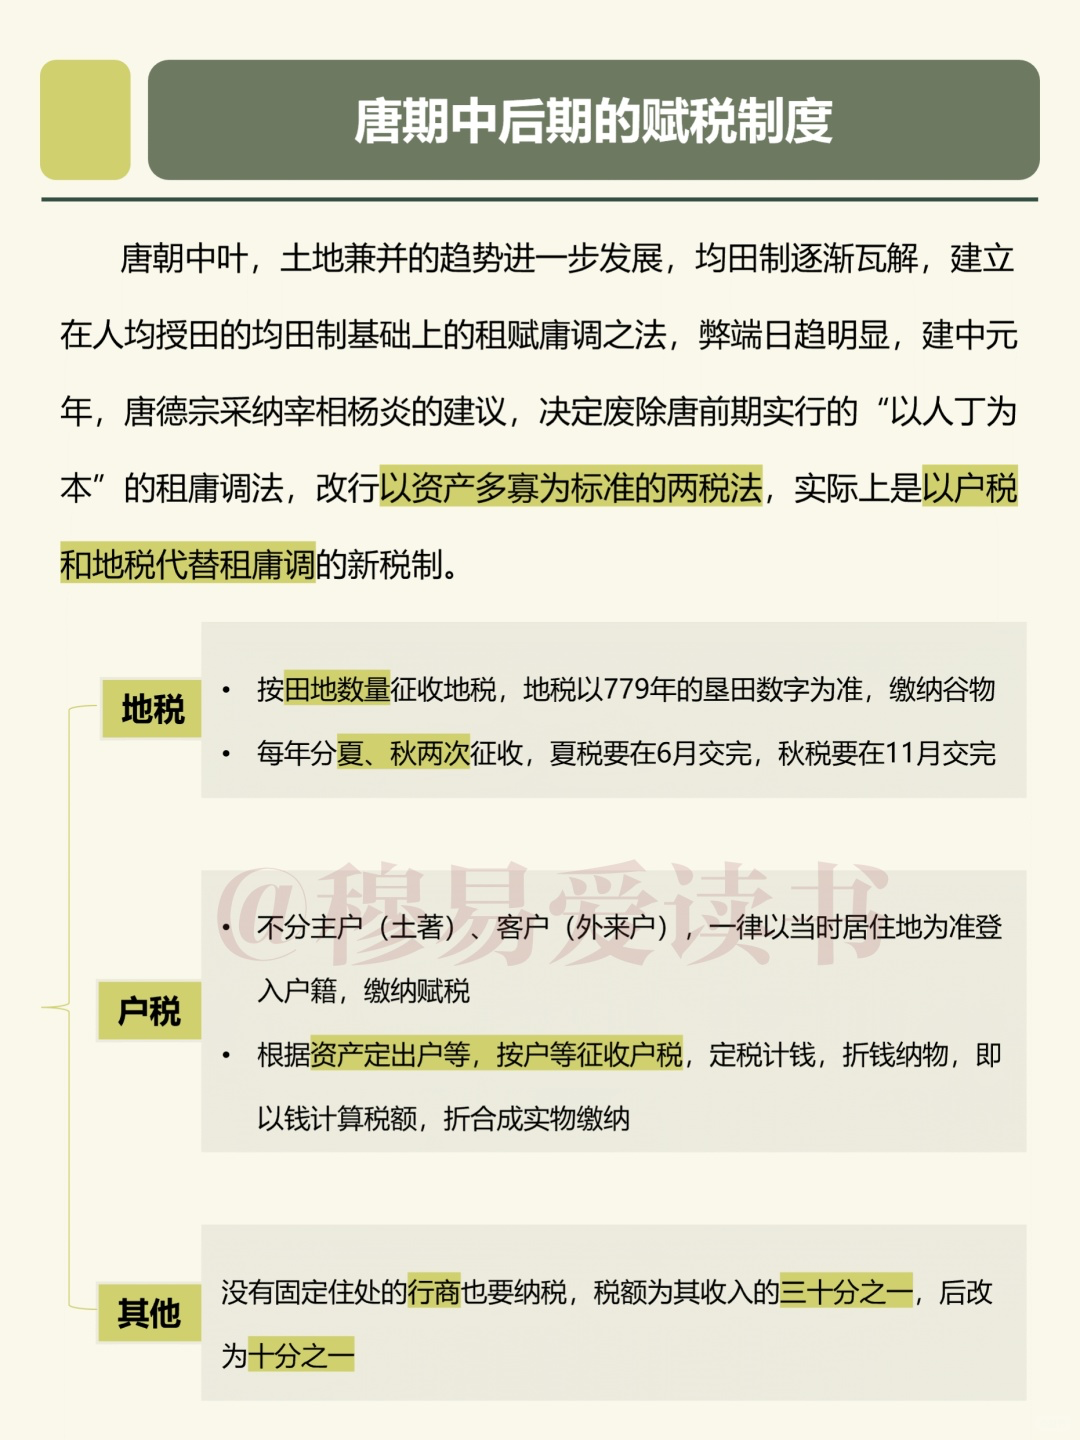 唐期中后期的赋税制度
唐朝中叶，土地兼并的趋势进一步发展，均田制逐渐瓦解，建立
在人均授田的均田制基础上的租赋庸调之法，弊端日趋明显，建中元
年，唐德宗采纳宰相杨炎的建议，决定废除唐前期实行的“以人丁为
本”的租庸调法，改行以资产多寡为标准的两税法，实际上是以户税
和地税代替租庸调的新税制。
地税
• 按田地数量征收地税，地税以779年的垦田数字为准，缴纳谷物
• 每年分夏、秋两次征收，夏税要在6月交完，秋税要在11月交完
@穆易爱读书
户税
• 不分主户（土著）、客户（外来户），一律以当时居住地为准登
入户籍，缴纳赋税
• 根据资产定出户等，按户等征收户税，定税计钱，折钱纳物，即
以钱计算税额，折合成实物缴纳
其他
没有固定住处的行商也要纳税，税额为其收入的三十分之一，后改
为十分之一